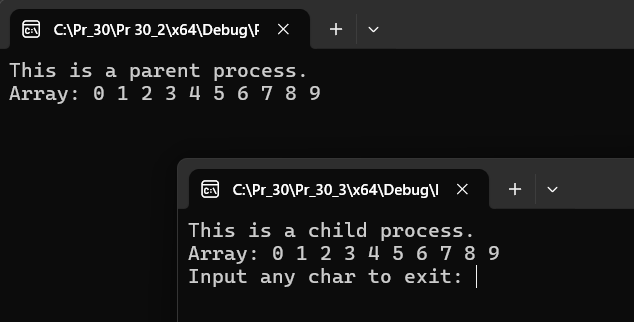 C:\Pr_30\Pr 30_2\x64\Debug\
This is a parent process.
Array: 0 1 2 3 4 5 6 7 8 9
C:\Pr_30\Pr_30_3\x64\Debug\
This is a child process.
Array: 0 1 2 3 4 5 6 7 8 9
Input any char to exit: